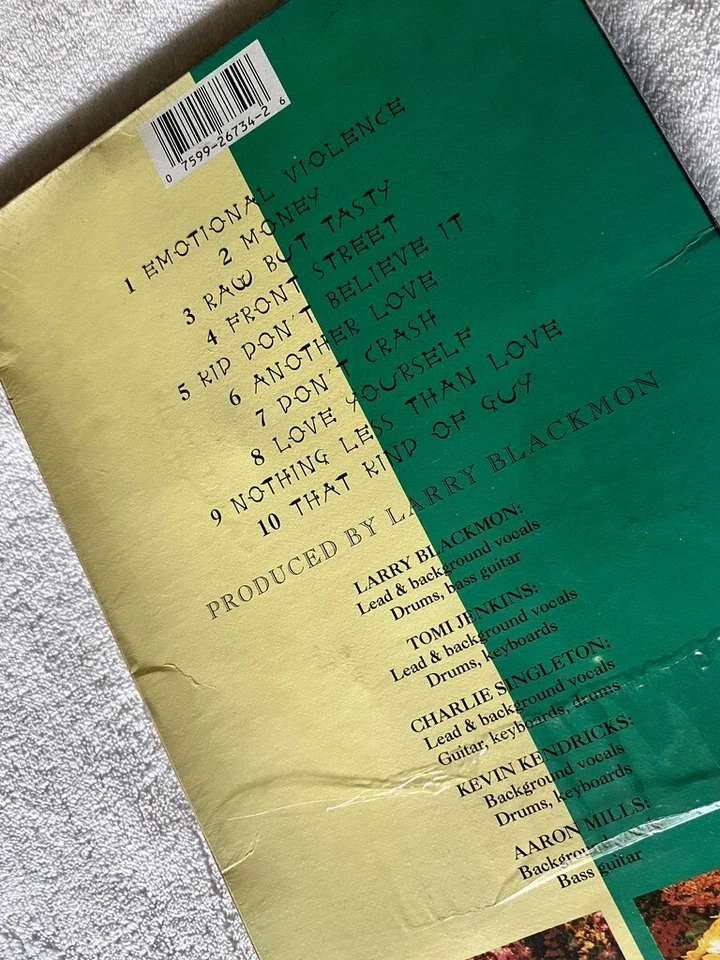 0 7599-26734-2 6
1 EMOTIONAL VIOLENCE
2 MONEY
3 RAW BUT TASTY
4 FRONT STREET
5 KID DON'T BELIEVE IT
6 ANOTHER LOVE
7 DON'T CRASH
8 LOVE YOURSELF
9 NOTHING LESS THAN LOVE
10 THAT KIND OF GUY
PRODUCED BY LARRY BLACKMON
LARRY BLACKMON:
Lead & background vocals
Drums, bass guitar
TOMI JENKINS:
Lead & background vocals
Drums, keyboards
CHARLIE SINGLETON:
Lead & background vocals
Guitar, keyboards, drums
KEVIN KENDRICKS:
Background vocals
Drums, keyboards
AARON MILLS:
Background
Bass guitar